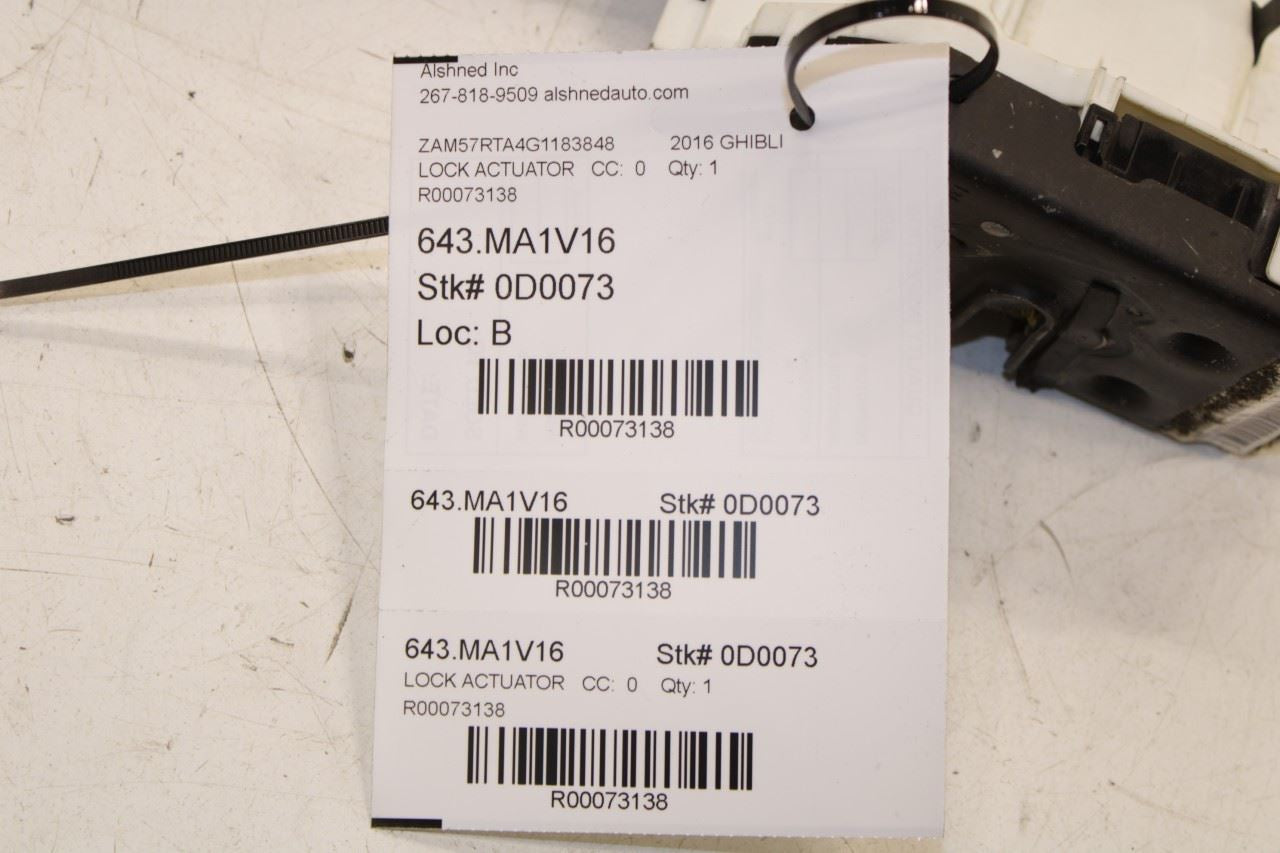 Alshned Inc
267-818-9509 alshnedauto.com
ZAM57RTA4G1183848 2016 GHIBLI
LOCK ACTUATOR CC: 0 Qty: 1
R00073138
643.MA1V16
Stk# 0D0073
Loc: B
R00073138
643.MA1V16 Stk# 0D0073
R00073138
643.MA1V16 Stk# 0D0073
LOCK ACTUATOR CC: 0 Qty: 1
R00073138
R00073138